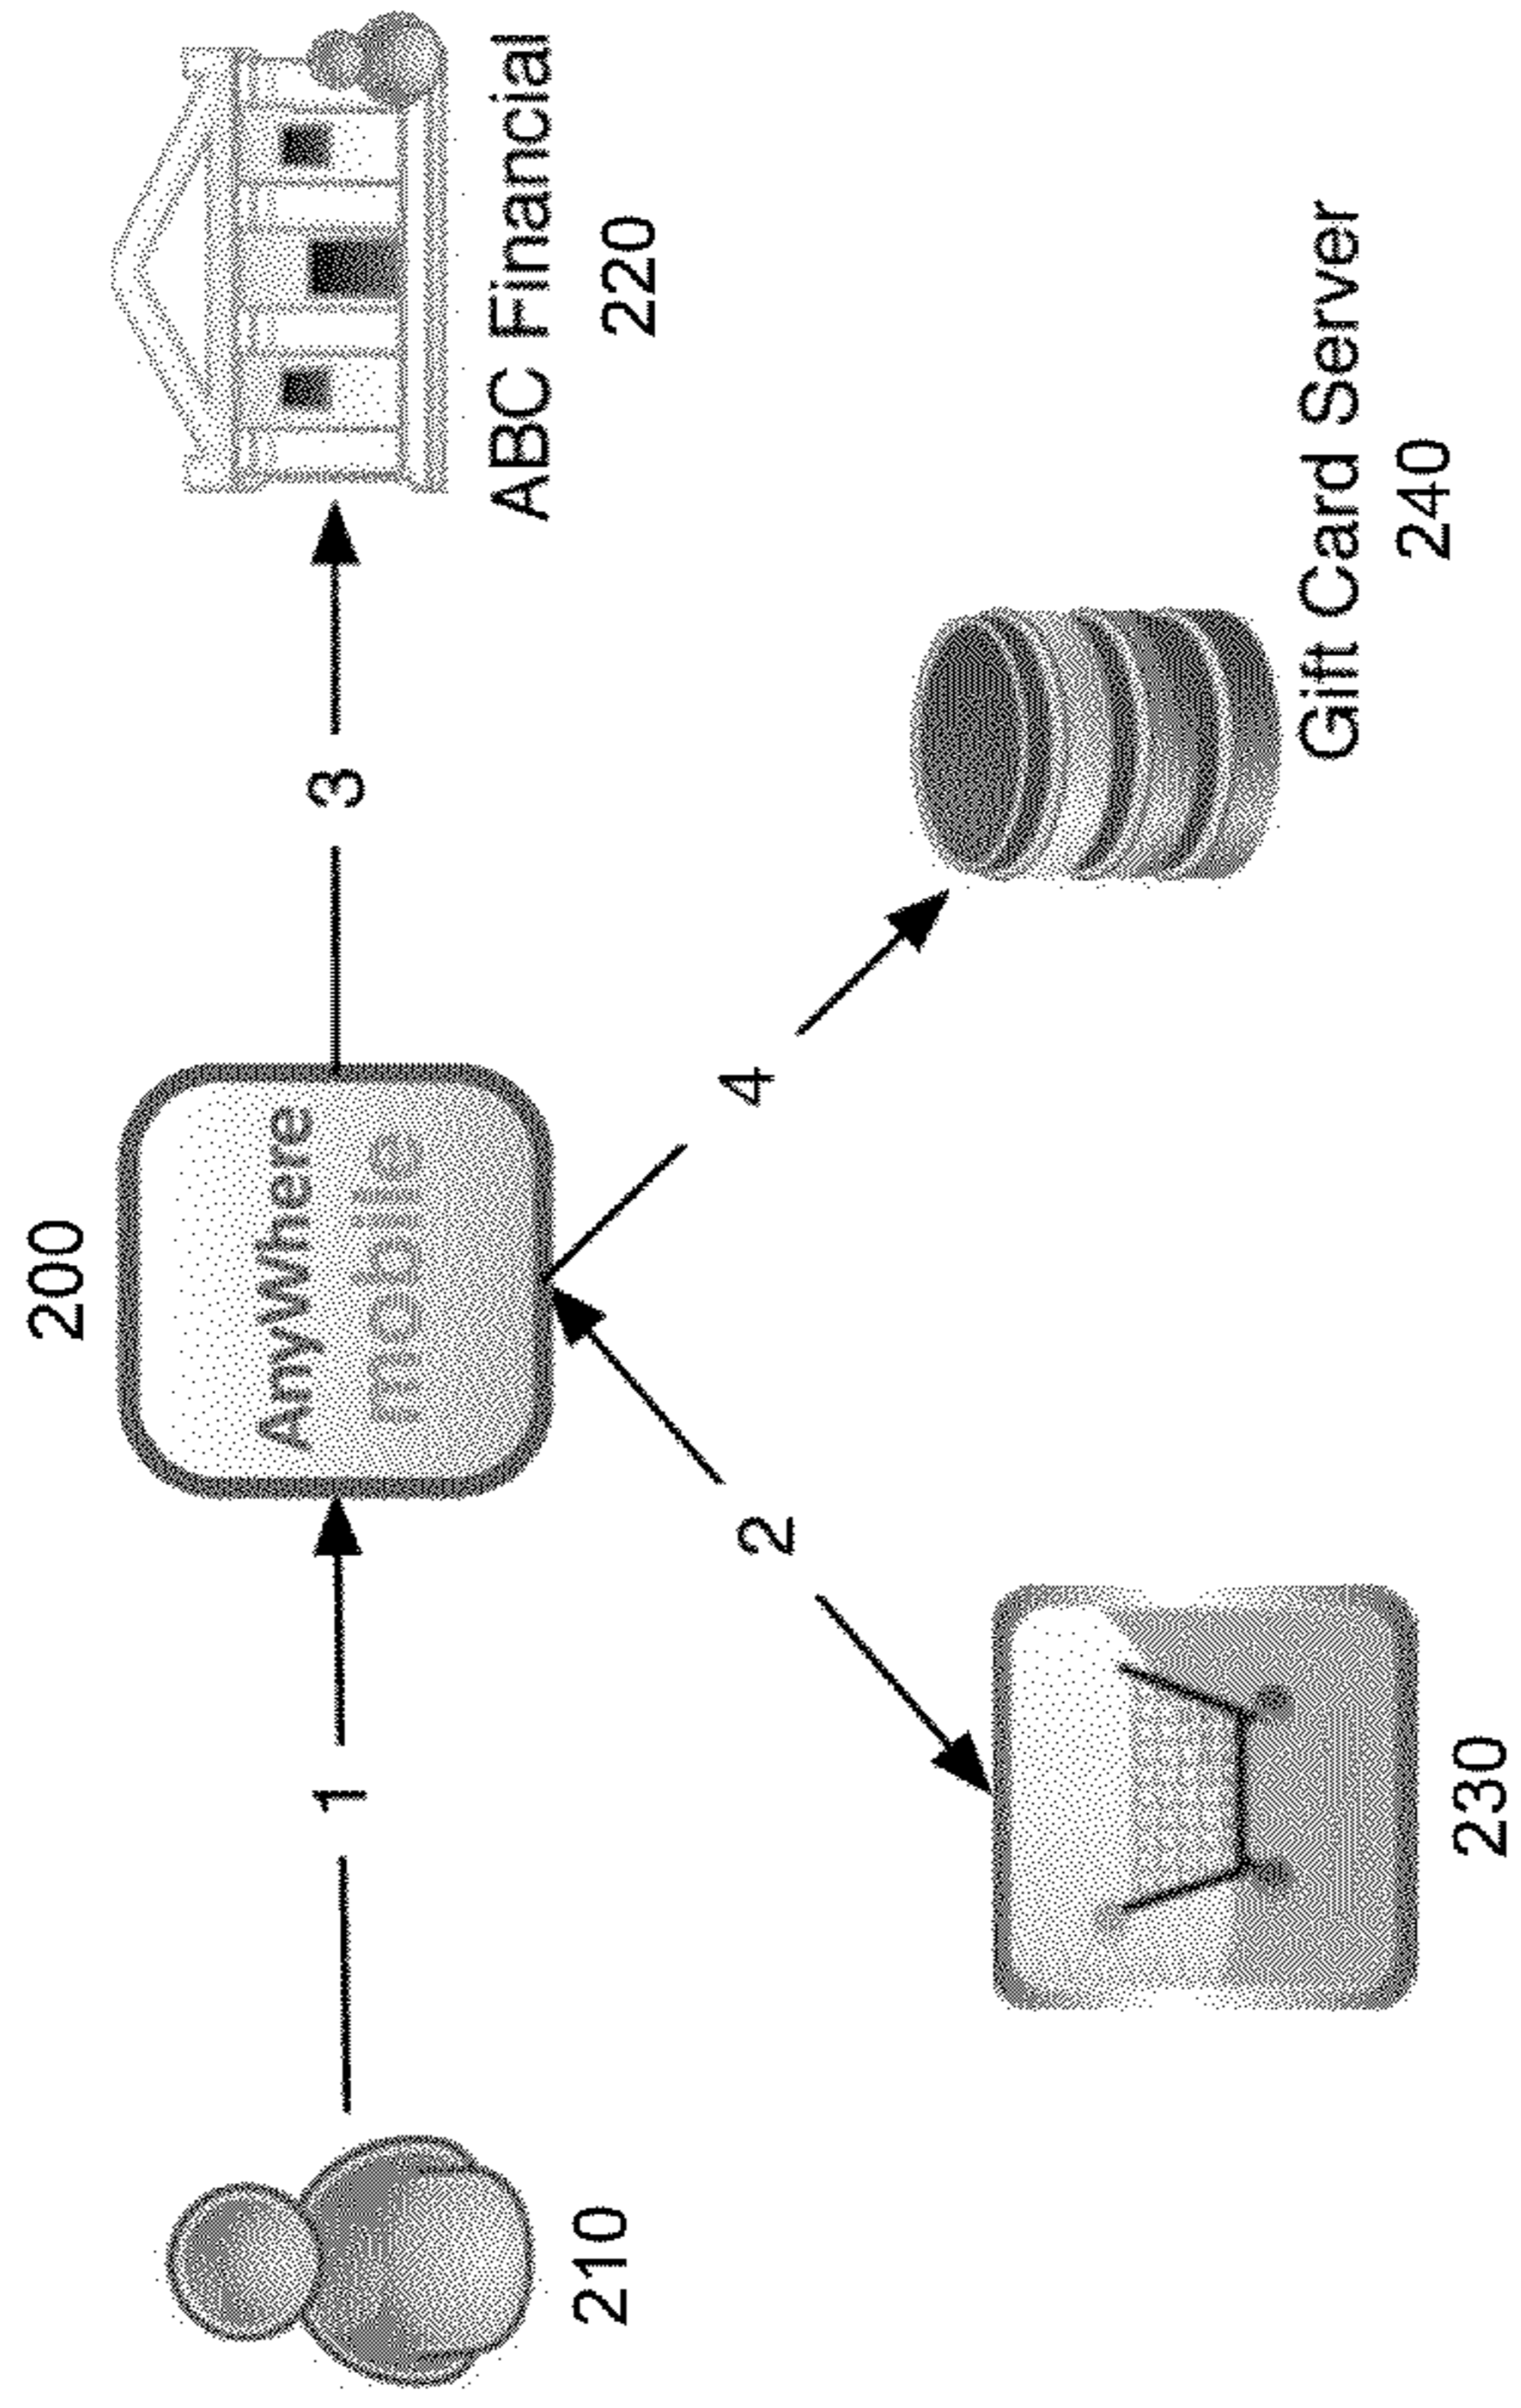 200
AnyWhere
mobile
1
3
ABC Financial
220
210
2
4
230
Gift Card Server
240